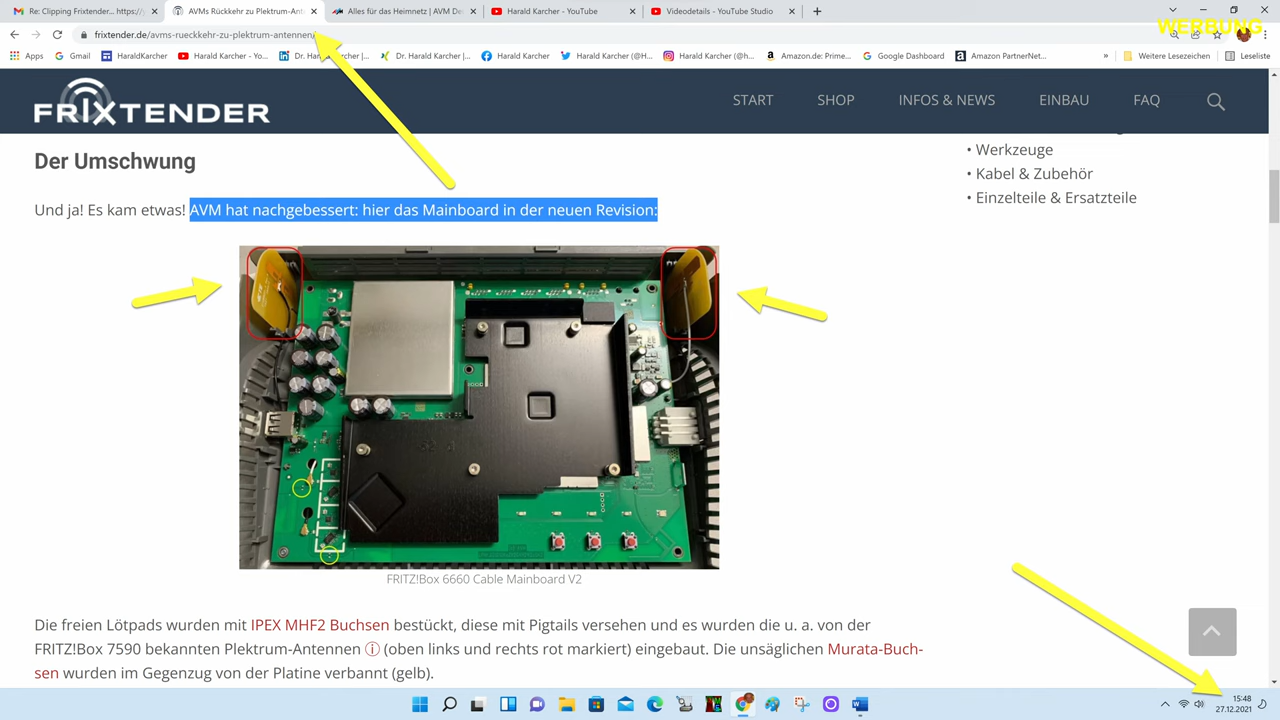 Re: Clipping Frixtender L... https://
AVMs Rückkehr zu Plektrum-Ant
Alles für das Heimnetz | AVM De
Harald Karcher - YouTube
Videodetails - YouTube Studio
WERBUNG
frixtender.de/avms-rueckkehr-zu-plektrum-antennen/
Apps
Gmail
HaraldKarcher
Harald Karcher - Yo...
Dr. Harald Karcher |...
Dr. Harald Karcher |...
Harald Karcher
Harald Karcher (@H...
Harald Karcher (@h...
Amazon.de: Prime...
Google Dashboard
Amazon PartnerNet...
»
Weitere Lesezeichen
Leseliste
FRIXTENDER
START
SHOP
INFOS & NEWS
EINBAU
FAQ
Der Umschwung
• Werkzeuge
• Kabel & Zubehör
• Einzelteile & Ersatzteile
Und ja! Es kam etwas! AVM hat nachgebessert: hier das Mainboard in der neuen Revision:
FRITZ!Box 6660 Cable Mainboard V2
Die freien Lötpads wurden mit IPEX MHF2 Buchsen bestückt, diese mit Pigtails versehen und es wurden die u. a. von der
FRITZ!Box 7590 bekannten Plektrum-Antennen ⓘ (oben links und rechts rot markiert) eingebaut. Die unsäglichen Murata-Buch-
sen wurden im Gegenzug von der Platine verbannt (gelb).
15:48
27.12.2021